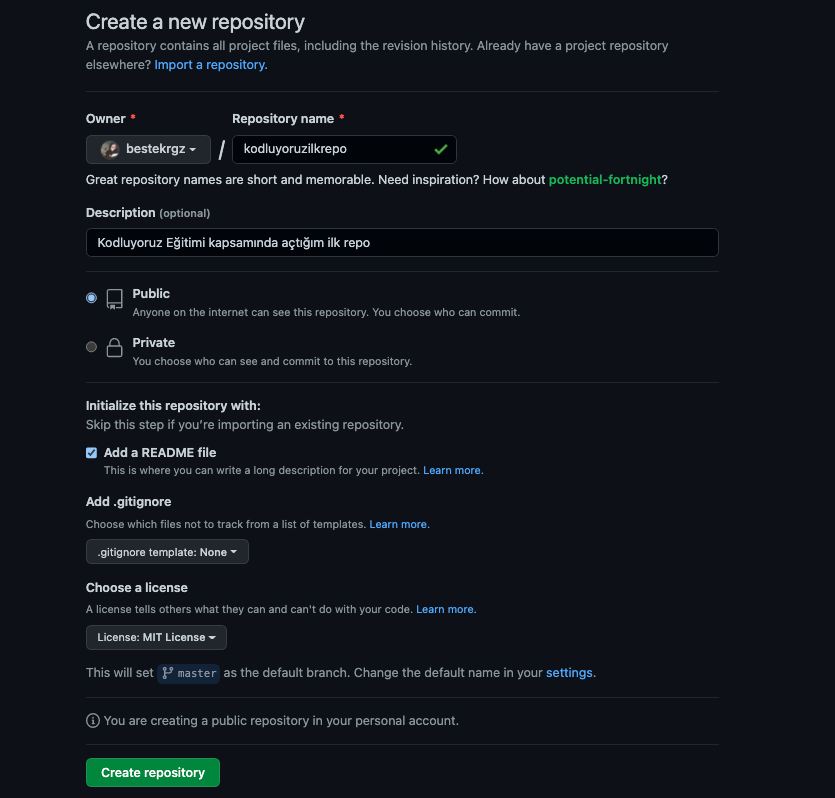 Create a new repository
A repository contains all project files, including the revision history. Already have a project repository
elsewhere? Import a repository.
Owner * Repository name *
bestekrgz / kodluyoruzilkrepo
Great repository names are short and memorable. Need inspiration? How about potential-fortnight?
Description (optional)
Kodluyoruz Eğitimi kapsamında açtığım ilk repo
Public
Anyone on the internet can see this repository. You choose who can commit.
Private
You choose who can see and commit to this repository.
Initialize this repository with:
Skip this step if you're importing an existing repository.
Add a README file
This is where you can write a long description for your project. Learn more.
Add .gitignore
Choose which files not to track from a list of templates. Learn more.
.gitignore template: None
Choose a license
A license tells others what they can and can't do with your code. Learn more.
License: MIT License
This will set master as the default branch. Change the default name in your settings.
You are creating a public repository in your personal account.
Create repository